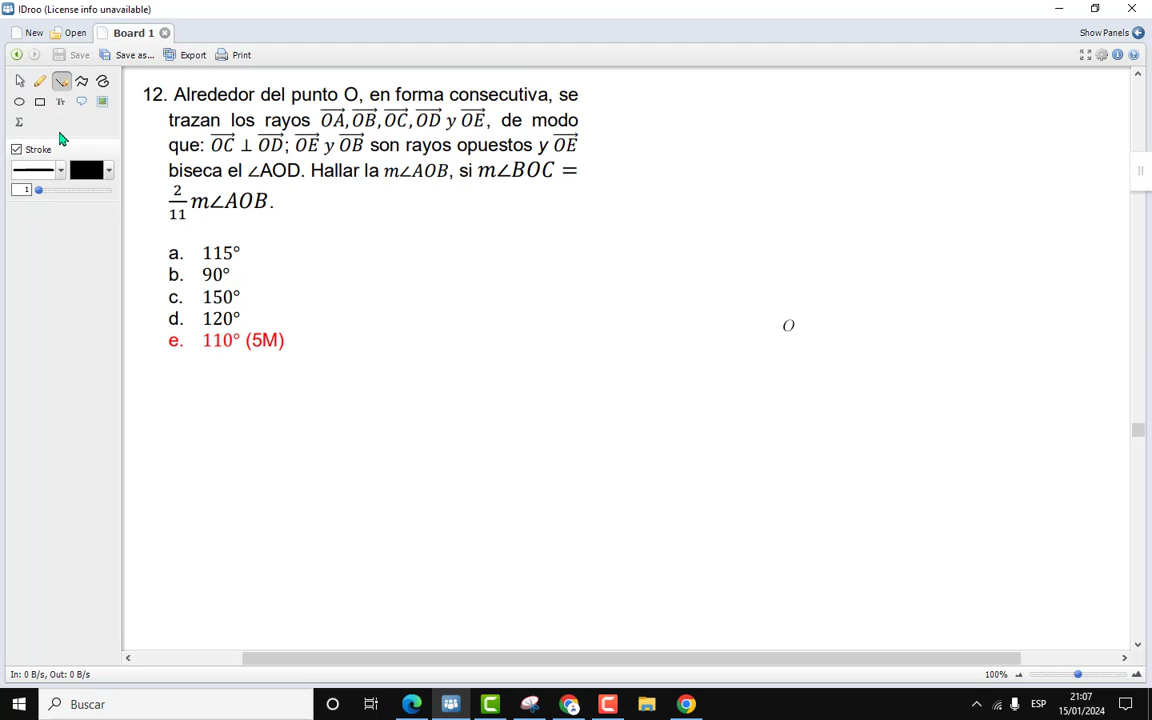 IDroo (License info unavailable)
New Open Board 1 Show Panels
Save Save as... Export Print
12. Alrededor del punto O, en forma consecutiva, se
trazan los rayos OA, OB, OC, OD y OE, de modo
que: OC ⊥ OD; OE y OB son rayos opuestos y OE
biseca el ∠AOD. Hallar la m∠AOB, si m∠BOC =
2/11 m∠AOB.
Tr
Σ
Stroke
1
a. 115°
b. 90°
c. 150°
d. 120°
e. 110° (5M)
O
In: 0 B/s, Out: 0 B/s 100%
Buscar ESP 21:07
15/01/2024